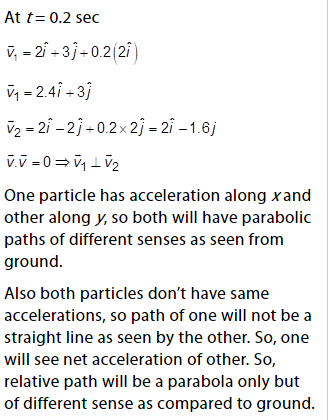 At t = 0.2 sec
v̄₁ = 2î + 3ĵ + 0.2(2î)
v̄₁ = 2.4î + 3ĵ
v̄₂ = 2î − 2ĵ + 0.2 × 2ĵ = 2î − 1.6j
v̄.v̄ = 0 ⇒ v̄₁ ⊥ v̄₂
One particle has acceleration along x and
other along y, so both will have parabolic
paths of different senses as seen from
ground.
Also both particles don’t have same
accelerations, so path of one will not be a
straight line as seen by the other. So, one
will see net acceleration of other. So,
relative path will be a parabola only but
of different sense as compared to ground.